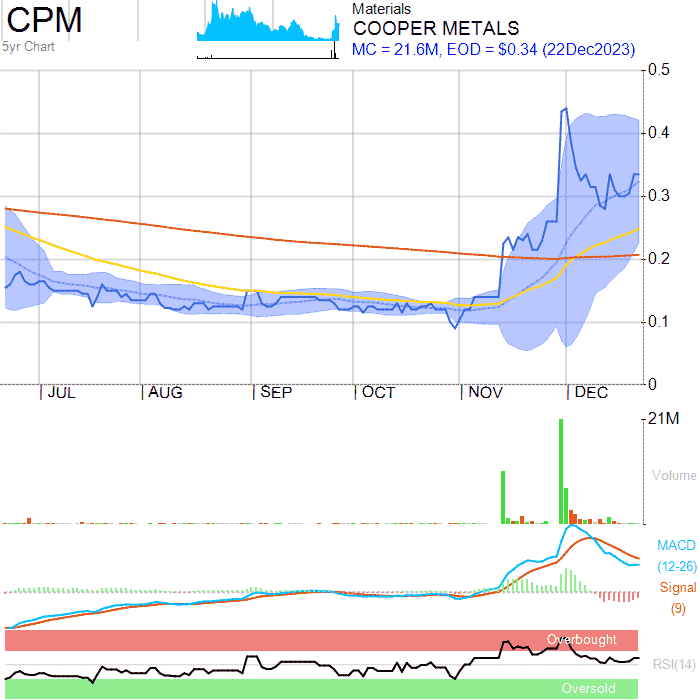 CPM
5yr Chart
Materials
COOPER METALS
MC = 21.6M, EOD = $0.34 (22Dec2023)
0.5
0.4
0.3
0.2
0.1
0
JUL AUG SEP OCT NOV DEC
21M
Volume
MACD
(12-26)
Signal
(9)
Overbought
RSI(14)
Oversold